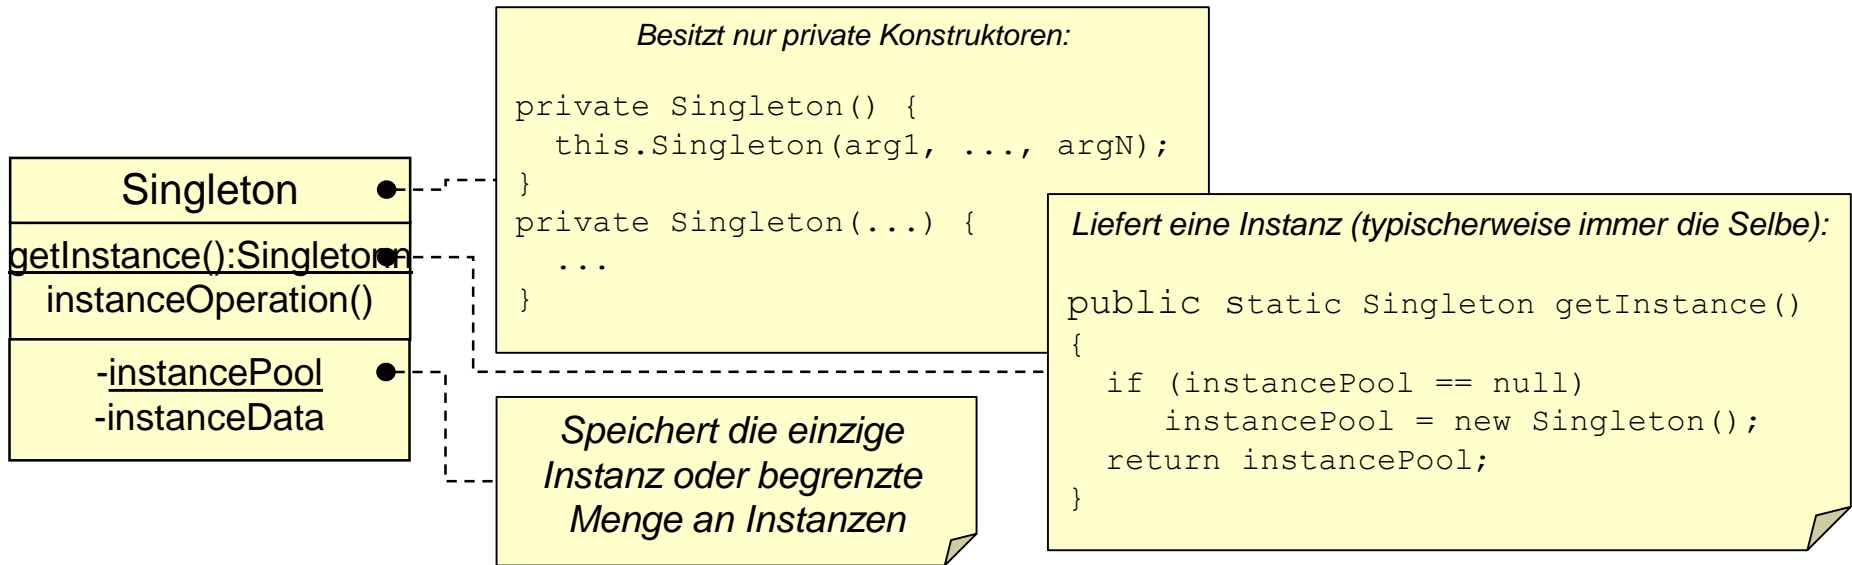 Singleton
getInstance():Singletonn
instanceOperation()
-instancePool
-instanceData
Besitzt nur private Konstruktoren:
private Singleton() {
this.Singleton(arg1, ..., argN);
}
private Singleton(...) {
...
}
Liefert eine Instanz (typischerweise immer die Selbe):
public static Singleton getInstance()
{
if (instancePool == null)
instancePool = new Singleton();
return instancePool;
}
Speichert die einzige
Instanz oder begrenzte
Menge an Instanzen